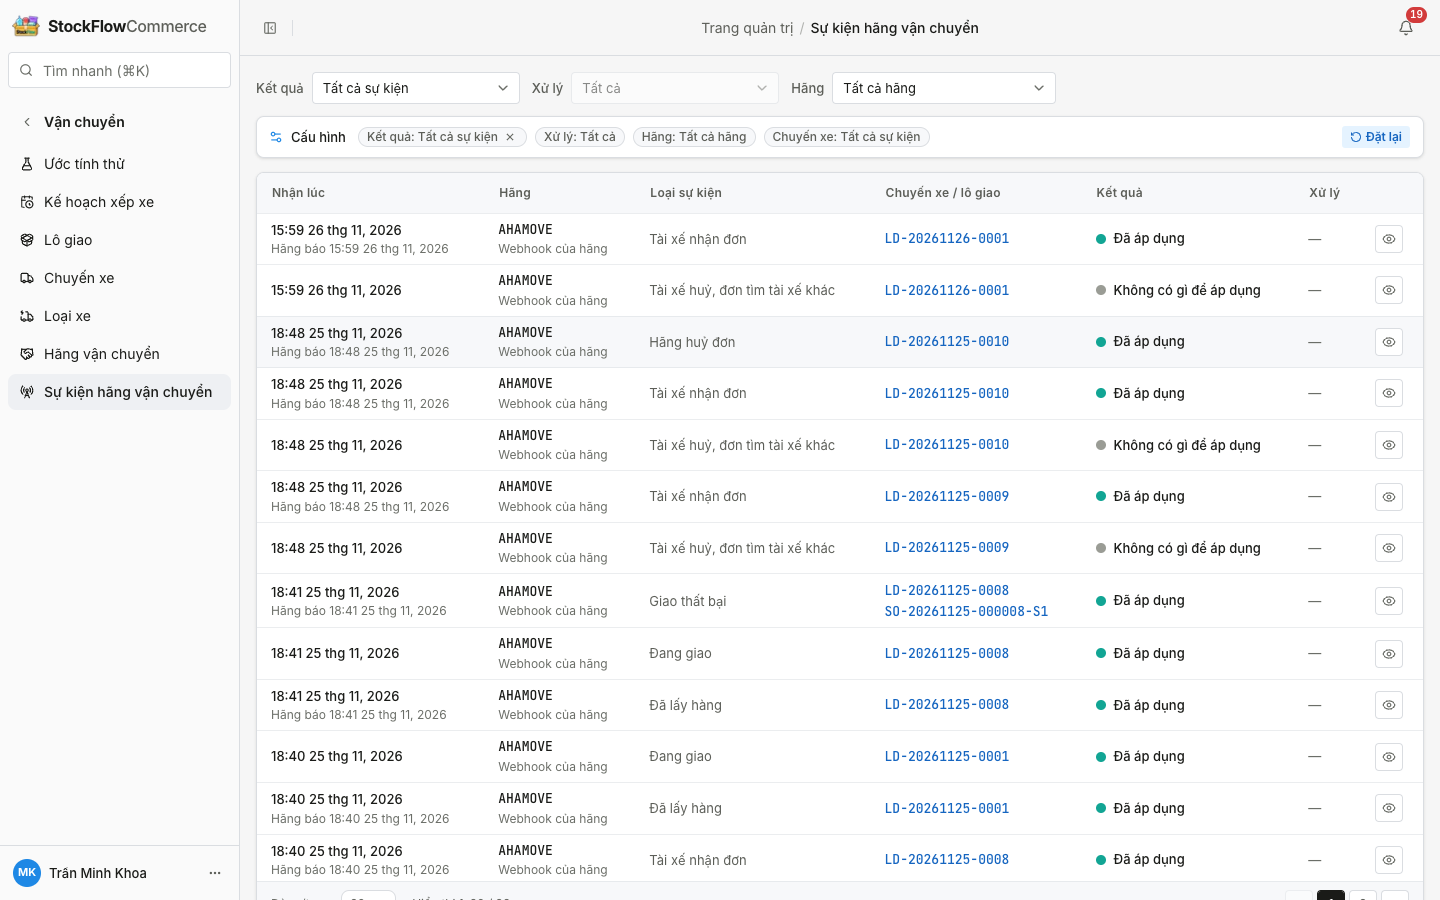 StockFlowCommerce
Tìm nhanh (⌘K)
Vận chuyển
Ước tính thử
Kế hoạch xếp xe
Lô giao
Chuyến xe
Loại xe
Hãng vận chuyển
Sự kiện hãng vận chuyển
MK Trần Minh Khoa
Trang quản trị / Sự kiện hãng vận chuyển
19
Kết quả Tất cả sự kiện Xử lý Tất cả Hãng Tất cả hãng
Cấu hình Kết quả: Tất cả sự kiện Xử lý: Tất cả Hãng: Tất cả hãng Chuyến xe: Tất cả sự kiện Đặt lại
Nhận lúc Hãng Loại sự kiện Chuyến xe / lô giao Kết quả Xử lý
15:59 26 thg 11, 2026 AHAMOVE
Hãng báo 15:59 26 thg 11, 2026 Webhook của hãng Tài xế nhận đơn LD-20261126-0001 Đã áp dụng —
15:59 26 thg 11, 2026 AHAMOVE
Webhook của hãng Tài xế huỷ, đơn tìm tài xế khác LD-20261126-0001 Không có gì để áp dụng —
18:48 25 thg 11, 2026 AHAMOVE
Hãng báo 18:48 25 thg 11, 2026 Webhook của hãng Hãng huỷ đơn LD-20261125-0010 Đã áp dụng —
18:48 25 thg 11, 2026 AHAMOVE
Hãng báo 18:48 25 thg 11, 2026 Webhook của hãng Tài xế nhận đơn LD-20261125-0010 Đã áp dụng —
18:48 25 thg 11, 2026 AHAMOVE
Webhook của hãng Tài xế huỷ, đơn tìm tài xế khác LD-20261125-0010 Không có gì để áp dụng —
18:48 25 thg 11, 2026 AHAMOVE
Hãng báo 18:48 25 thg 11, 2026 Webhook của hãng Tài xế nhận đơn LD-20261125-0009 Đã áp dụng —
18:48 25 thg 11, 2026 AHAMOVE
Webhook của hãng Tài xế huỷ, đơn tìm tài xế khác LD-20261125-0009 Không có gì để áp dụng —
18:41 25 thg 11, 2026 AHAMOVE LD-20261125-0008
Hãng báo 18:41 25 thg 11, 2026 Webhook của hãng Giao thất bại SO-20261125-000008-S1 Đã áp dụng —
18:41 25 thg 11, 2026 AHAMOVE
Webhook của hãng Đang giao LD-20261125-0008 Đã áp dụng —
18:41 25 thg 11, 2026 AHAMOVE
Hãng báo 18:41 25 thg 11, 2026 Webhook của hãng Đã lấy hàng LD-20261125-0008 Đã áp dụng —
18:40 25 thg 11, 2026 AHAMOVE
Webhook của hãng Đang giao LD-20261125-0001 Đã áp dụng —
18:40 25 thg 11, 2026 AHAMOVE
Hãng báo 18:40 25 thg 11, 2026 Webhook của hãng Đã lấy hàng LD-20261125-0001 Đã áp dụng —
18:40 25 thg 11, 2026 AHAMOVE
Hãng báo 18:40 25 thg 11, 2026 Webhook của hãng Tài xế nhận đơn LD-20261125-0008 Đã áp dụng —